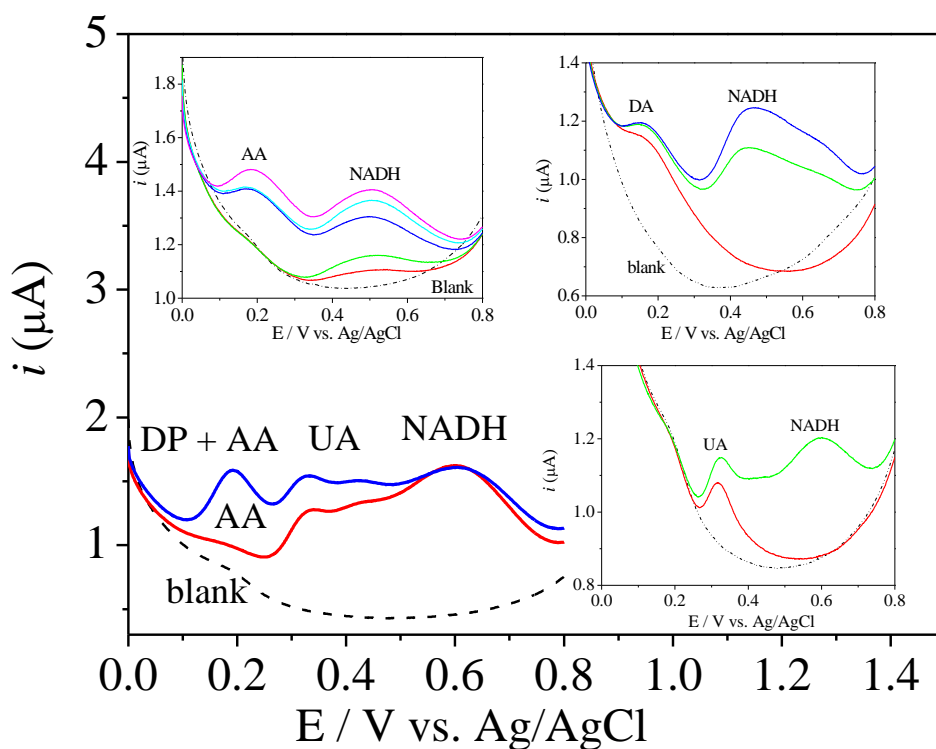 5
4
3
2
1
i (μA)
0.0 0.2 0.4 0.6 0.8 1.0 1.2 1.4
E / V vs. Ag/AgCl
DP + AA
UA
NADH
AA
blank
1.8
1.6
1.4
1.2
1.0
i (μA)
AA
NADH
Blank
0.0 0.2 0.4 0.6 0.8
E / V vs. Ag/AgCl
1.4
1.2
1.0
0.8
0.6
i (μA)
DA
NADH
blank
0.0 0.2 0.4 0.6 0.8
E / V vs. Ag/AgCl
1.4
1.2
1.0
0.8
i (μA)
UA
NADH
0.0 0.2 0.4 0.6 0.8
E / V vs. Ag/AgCl